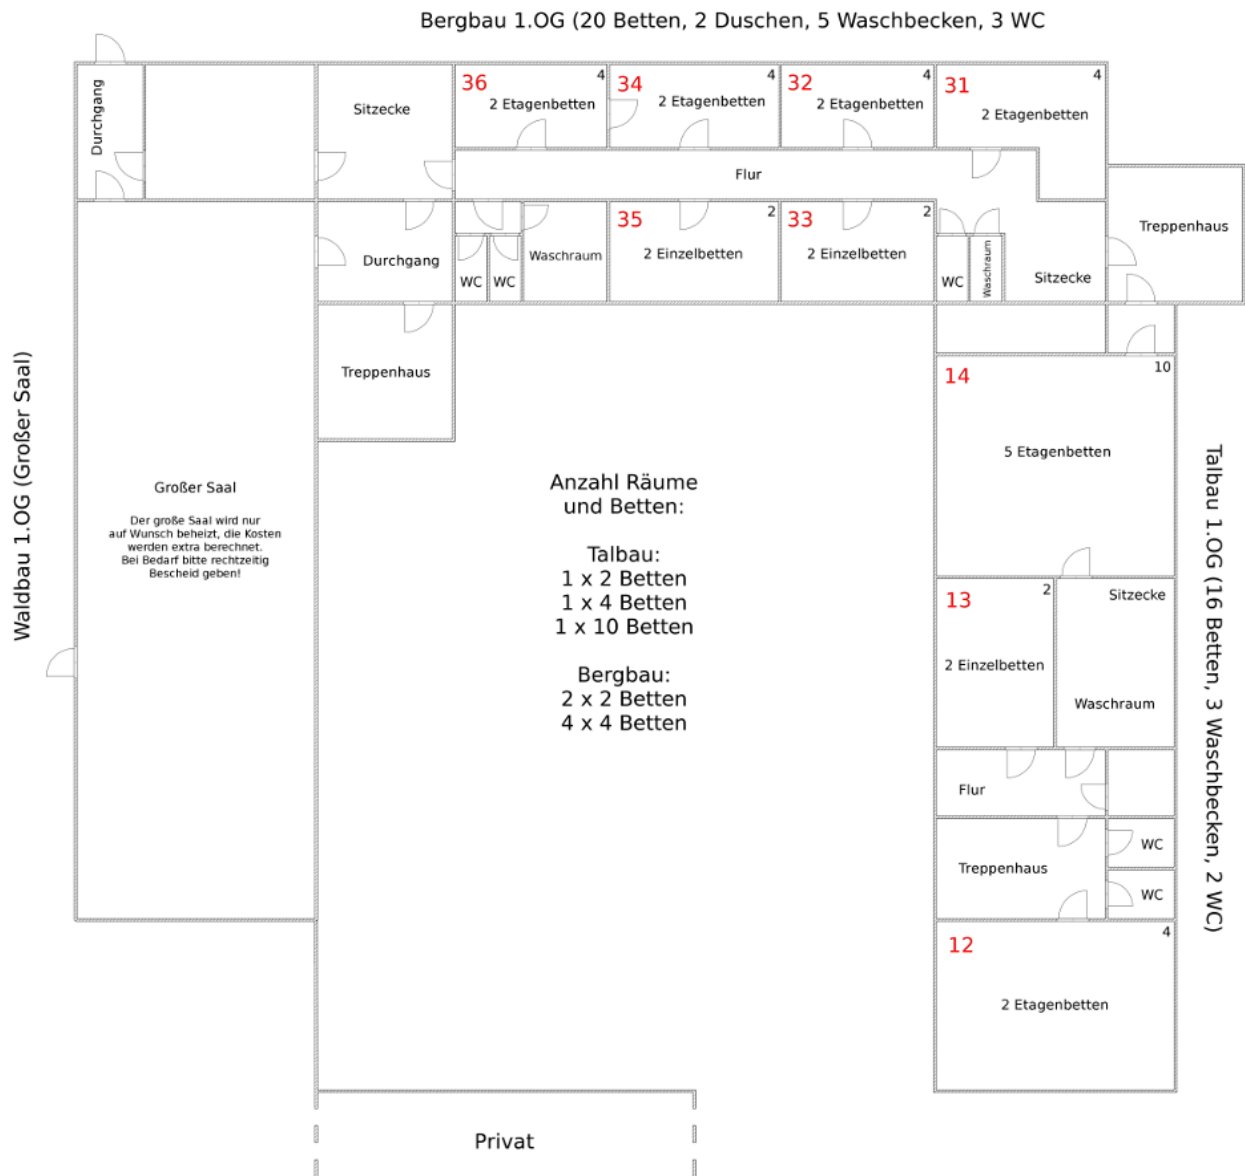 Bergbau 1.OG (20 Betten, 2 Duschen, 5 Waschbecken, 3 WC
Durchgang
Sitzecke
36
4
2 Etagenbetten
34
4
2 Etagenbetten
32
4
2 Etagenbetten
31
4
2 Etagenbetten
Flur
Treppenhaus
Durchgang
WC
WC
Waschraum
35
2
2 Einzelbetten
33
2
2 Einzelbetten
WC
Waschraum
Sitzecke
Treppenhaus
Waldbau 1.OG (Großer Saal)
Großer Saal
Der große Saal wird nur
auf Wunsch beheizt, die Kosten
werden extra berechnet.
Bei Bedarf bitte rechtzeitig
Bescheid geben!
Anzahl Räume
und Betten:
Talbau:
1 x 2 Betten
1 x 4 Betten
1 x 10 Betten
Bergbau:
2 x 2 Betten
4 x 4 Betten
14
10
5 Etagenbetten
13
2
2 Einzelbetten
Sitzecke
Waschraum
Flur
Treppenhaus
WC
WC
12
4
2 Etagenbetten
Talbau 1.OG (16 Betten, 3 Waschbecken, 2 WC)
Privat